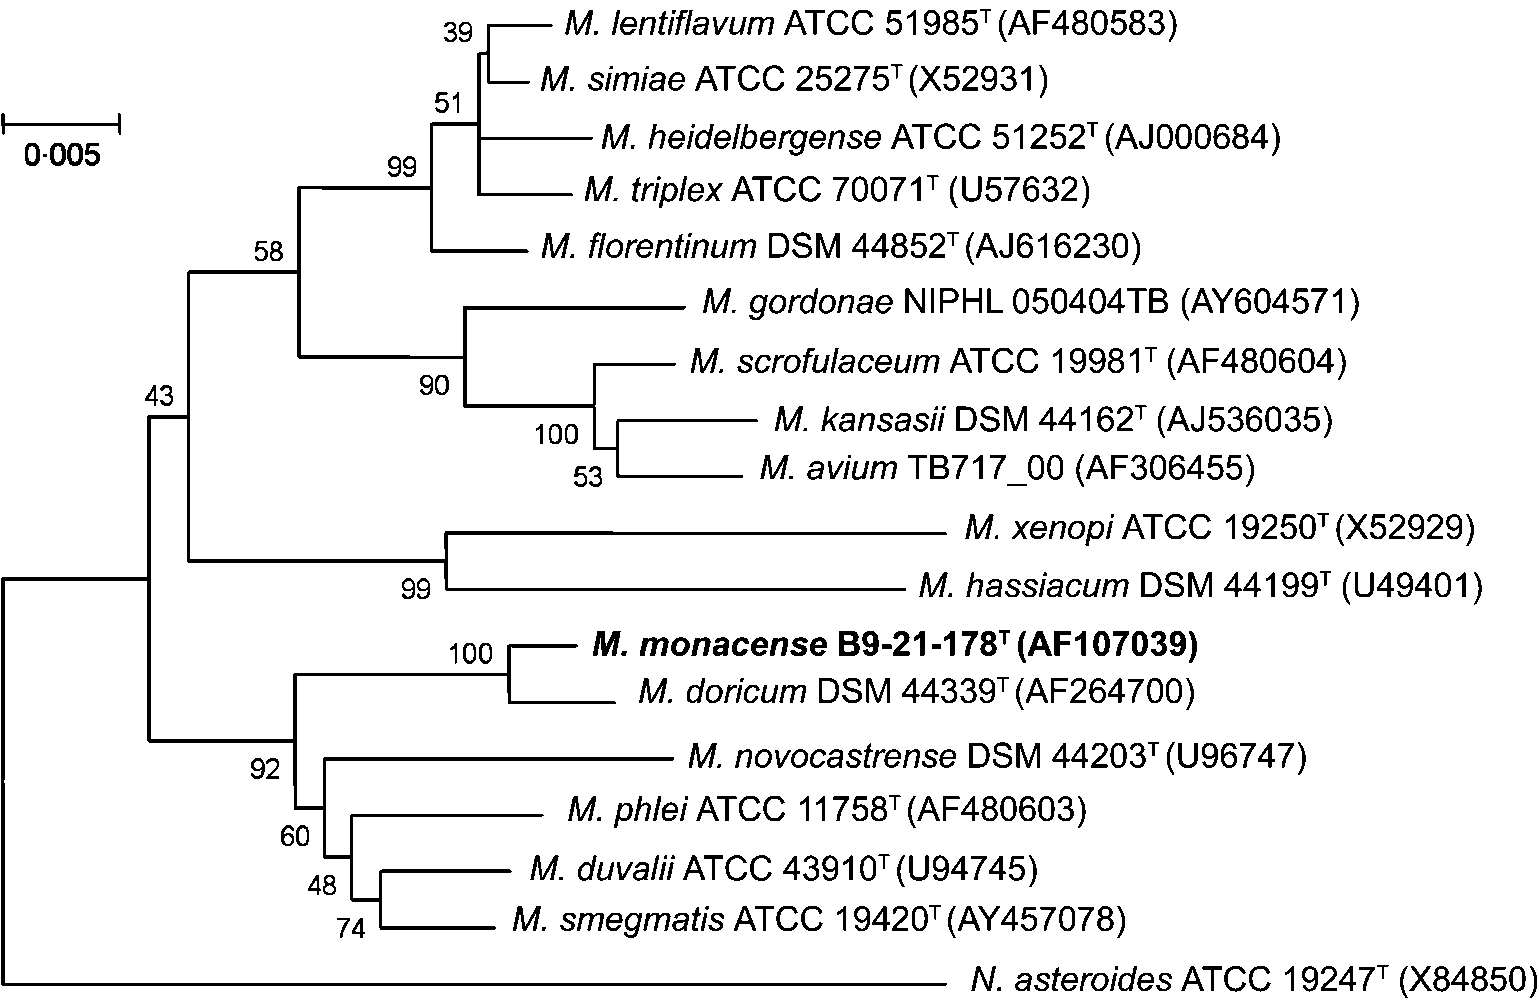 39
M. lentiflavum ATCC 51985ᵀ (AF480583)
M. simiae ATCC 25275ᵀ (X52931)
51
0·005
M. heidelbergense ATCC 51252ᵀ (AJ000684)
99
M. triplex ATCC 70071ᵀ (U57632)
58
M. florentinum DSM 44852ᵀ (AJ616230)
M. gordonae NIPHL 050404TB (AY604571)
M. scrofulaceum ATCC 19981ᵀ (AF480604)
90
43
M. kansasii DSM 44162ᵀ (AJ536035)
100
M. avium TB717_00 (AF306455)
53
M. xenopi ATCC 19250ᵀ (X52929)
M. hassiacum DSM 44199ᵀ (U49401)
99
M. monacense B9-21-178ᵀ (AF107039)
100
M. doricum DSM 44339ᵀ (AF264700)
M. novocastrense DSM 44203ᵀ (U96747)
92
M. phlei ATCC 11758ᵀ (AF480603)
60
M. duvalii ATCC 43910ᵀ (U94745)
48
M. smegmatis ATCC 19420ᵀ (AY457078)
74
N. asteroides ATCC 19247ᵀ (X84850)